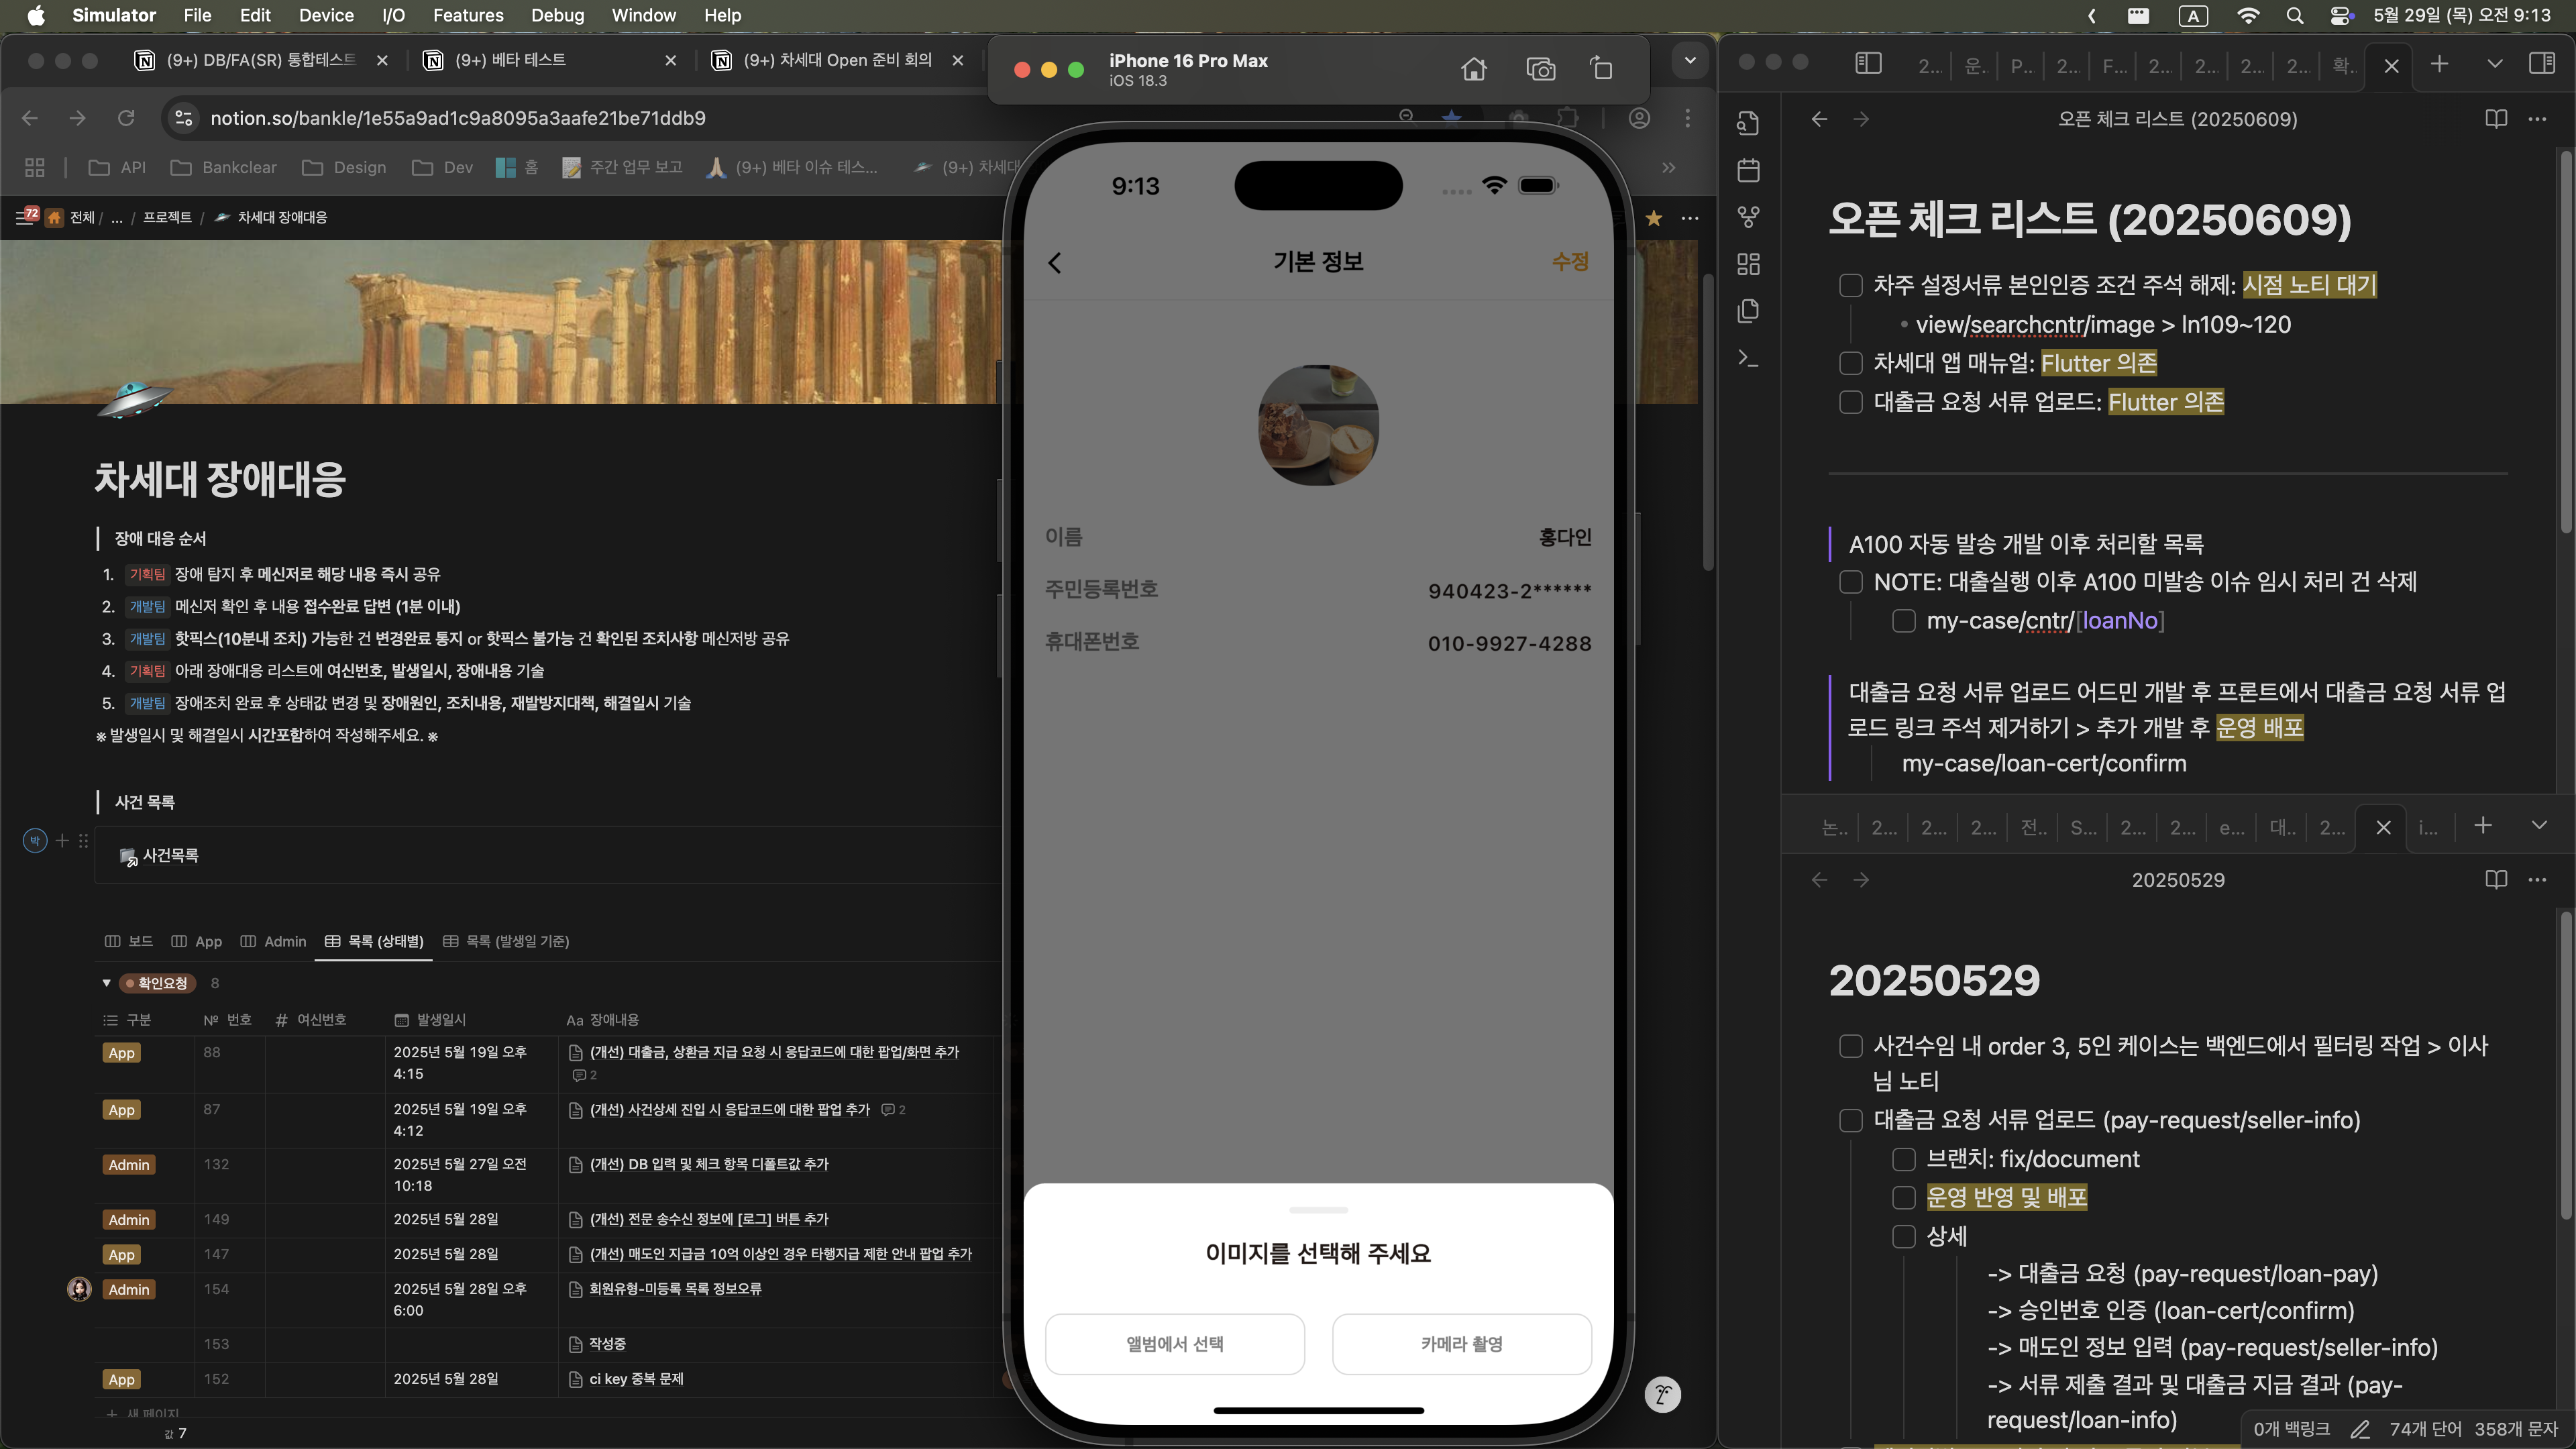 Simulator File Edit Device I/O Features Debug Window Help
A
5월 29일 (목) 오전 9:13
(9+) DB/FA(SR) 통합테스트
(9+) 베타 테스트
(9+) 차세대 Open 준비 회의
notion.so/bankle/1e55a9ad1c9a8095a3aafe21be71ddb9
API
Bankclear
Design
Dev
홈
주간 업무 보고
(9+) 베타 이슈 테스...
(9+) 차세대
72
전체 / ... / 프로젝트 / 차세대 장애대응
차세대 장애대응
장애 대응 순서
1. 기획팀 장애 탐지 후 메신저로 해당 내용 즉시 공유
2. 개발팀 메신저 확인 후 내용 접수완료 답변 (1분 이내)
3. 개발팀 핫픽스(10분내 조치) 가능한 건 변경완료 통지 or 핫픽스 불가능 건 확인된 조치사항 메신저방 공유
4. 기획팀 아래 장애대응 리스트에 여신번호, 발생일시, 장애내용 기술
5. 개발팀 장애조치 완료 후 상태값 변경 및 장애원인, 조치내용, 재발방지대책, 해결일시 기술
※ 발생일시 및 해결일시 시간포함하여 작성해주세요. ※
사건 목록
박
사건목록
보드 App Admin 목록 (상태별) 목록 (발생일 기준)
확인요청 8
구분 번호 여신번호 발생일시 Aa 장애내용
App 88 2025년 5월 19일 오후 4:15 (개선) 대출금, 상환금 지급 요청 시 응답코드에 대한 팝업/화면 추가 2
App 87 2025년 5월 19일 오후 4:12 (개선) 사건상세 진입 시 응답코드에 대한 팝업 추가 2
Admin 132 2025년 5월 27일 오전 10:18 (개선) DB 입력 및 체크 항목 디폴트값 추가
Admin 149 2025년 5월 28일 (개선) 전문 송수신 정보에 [로그] 버튼 추가
App 147 2025년 5월 28일 (개선) 매도인 지급금 10억 이상인 경우 타행지급 제한 안내 팝업 추가
Admin 154 2025년 5월 28일 오후 6:00 회원유형-미등록 목록 정보오류
153 작성중
App 152 2025년 5월 28일 ci key 중복 문제
+ 새 페이지
값 7
iPhone 16 Pro Max
iOS 18.3
9:13
기본 정보
수정
이름 홍다인
주민등록번호 940423-2******
휴대폰번호 010-9927-4288
이미지를 선택해 주세요
앨범에서 선택
카메라 촬영
2... 운.. P... 2... F... 2... 2... 2... 2... 확..
오픈 체크 리스트 (20250609)
오픈 체크 리스트 (20250609)
차주 설정서류 본인인증 조건 주석 해제: 시점 노티 대기
view/searchcntr/image > ln109~120
차세대 앱 매뉴얼: Flutter 의존
대출금 요청 서류 업로드: Flutter 의존
A100 자동 발송 개발 이후 처리할 목록
NOTE: 대출실행 이후 A100 미발송 이슈 임시 처리 건 삭제
my-case/cntr/[loanNo]
대출금 요청 서류 업로드 어드민 개발 후 프론트에서 대출금 요청 서류 업
로드 링크 주석 제거하기 > 추가 개발 후 운영 배포
my-case/loan-cert/confirm
논.. 2... 2... 2... 전.. S... 2... 2... e... 대.. 2... i...
20250529
20250529
사건수임 내 order 3, 5인 케이스는 백엔드에서 필터링 작업 > 이사
님 노티
대출금 요청 서류 업로드 (pay-request/seller-info)
브랜치: fix/document
운영 반영 및 배포
상세
-> 대출금 요청 (pay-request/loan-pay)
-> 승인번호 인증 (loan-cert/confirm)
-> 매도인 정보 입력 (pay-request/seller-info)
-> 서류 제출 결과 및 대출금 지급 결과 (pay-
request/loan-info)
0개 백링크 74개 단어 358개 문자